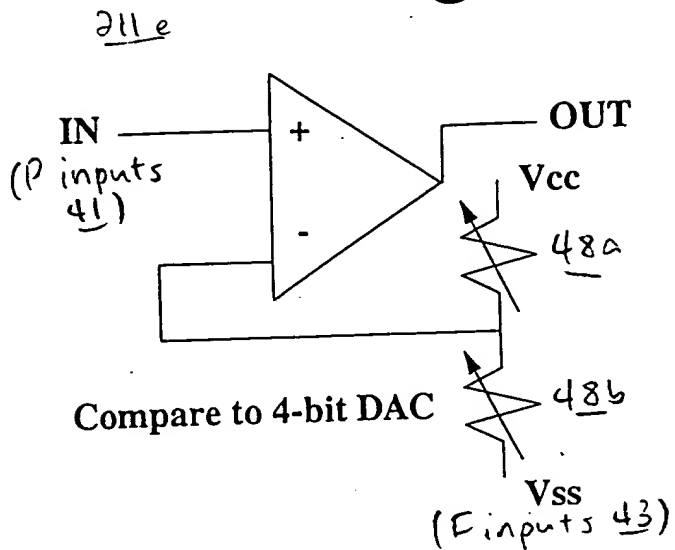 211e
IN
(P inputs
41)
+
-
OUT
Vcc
48a
Compare to 4-bit DAC
48b
Vss
(F inputs 43)